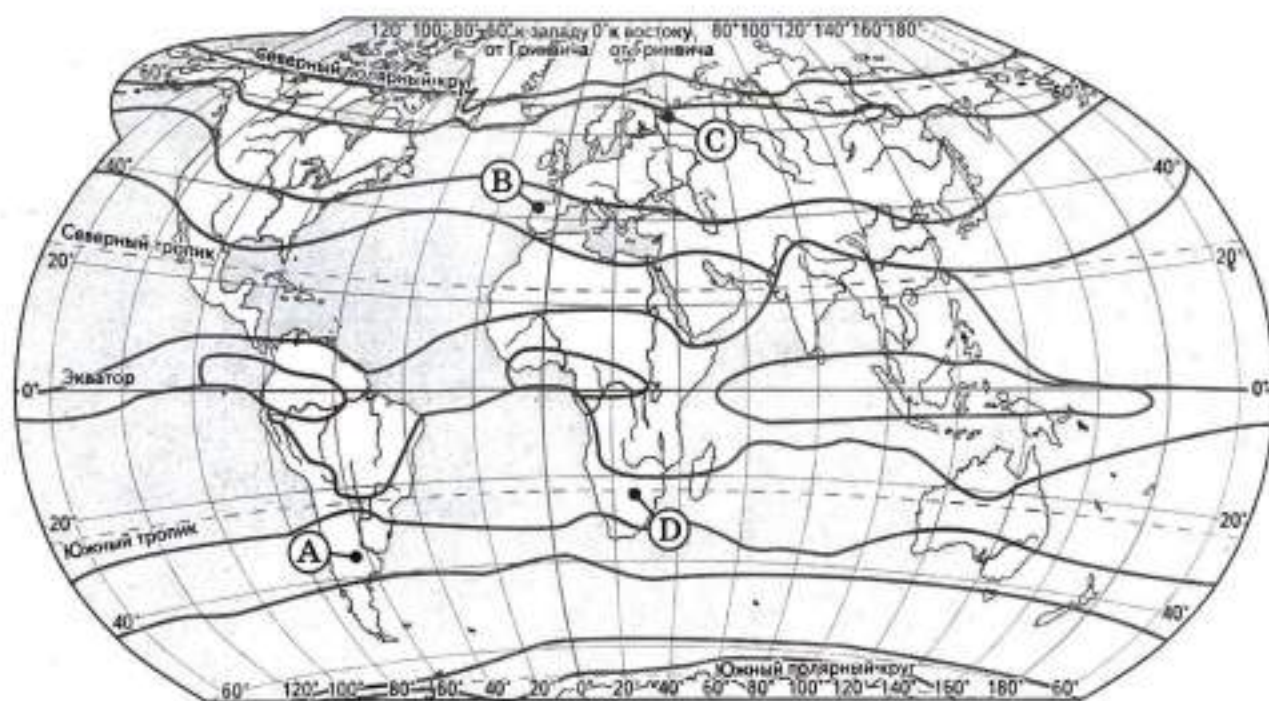 120° 100° 80° 60° к западу 0° к востоку 60° 100° 120° 140° 160° 180°
от Гринвича от Гринвича
Северный полярный круг
60° 60°
C
B
40° 40°
Северный тропик
20° 20°
Экватор
0° 0°
20° 20°
Южный тропик
A D
40° 40°
Южный полярный круг
60° 120° 100° 80° 60° 40° 20° 0° 20° 40° 60° 80° 100° 120° 140° 180° 60°